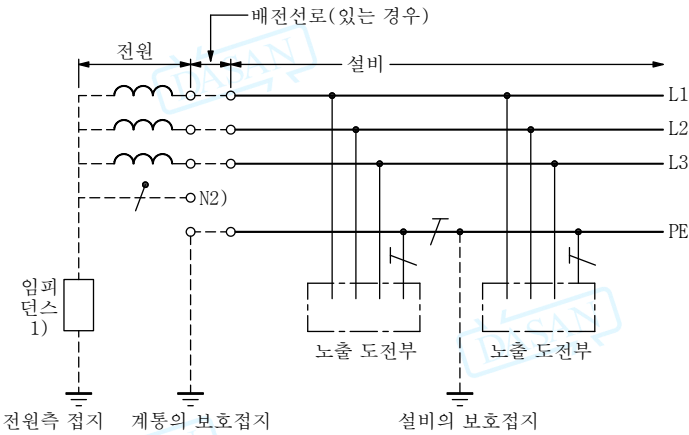 배전선로(있는 경우)
전원
설비
L1
L2
L3
N2)
PE
임피
던스
1)
노출 도전부
노출 도전부
전원측 접지
계통의 보호접지
설비의 보호접지
DASAN
DASAN